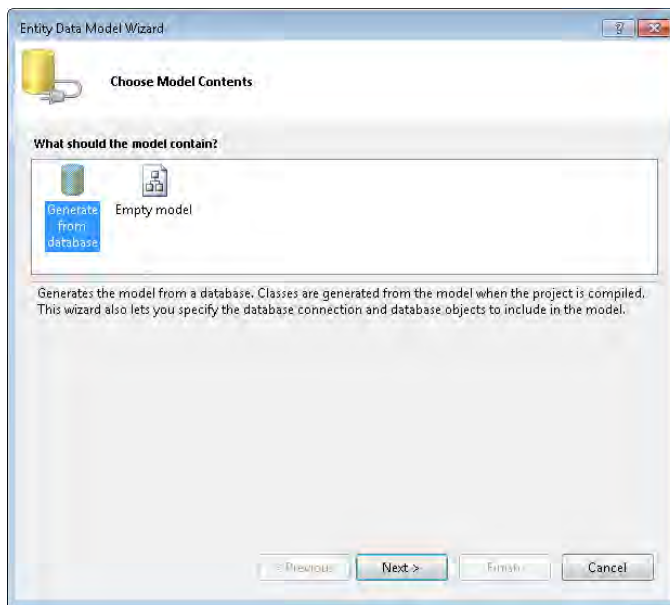 Entity Data Model Wizard
Choose Model Contents
What should the model contain?
Generate
from
database
Empty model
Generates the model from a database. Classes are generated from the model when the project is compiled.
This wizard also lets you specify the database connection and database objects to include in the model.
< Previous
Next >
Finish
Cancel